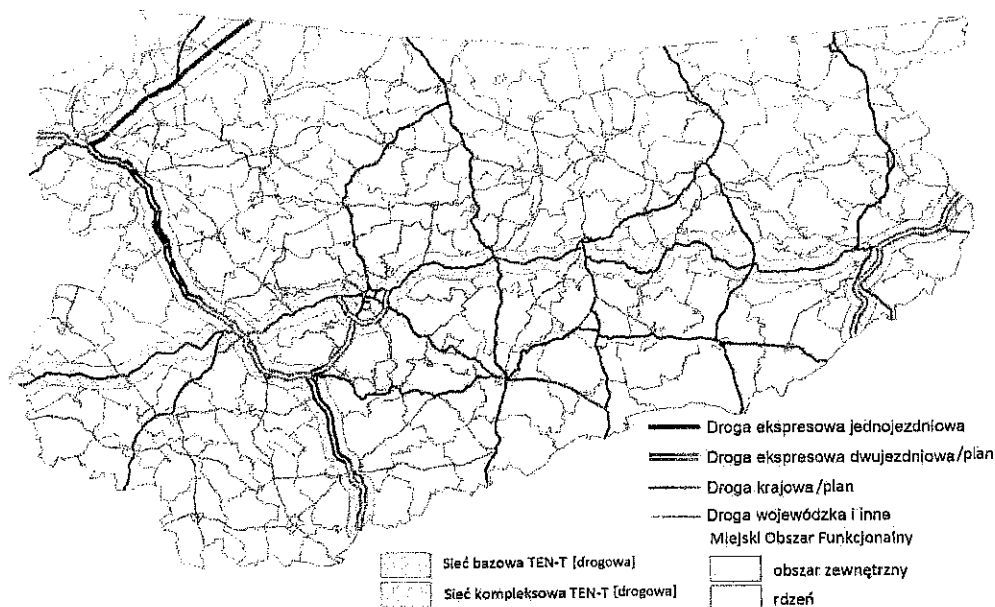 Droga ekspresowa jednojezdniowa
Droga ekspresowa dwujezdniowa/plan
Droga krajowa/plan
Droga wojewódzka i inne
Miejski Obszar Funkcjonalny
obszar zewnętrzny
rdzeń
Sieć bazowa TEN-T [drogowa]
Sieć kompleksowa TEN-T [drogowa]